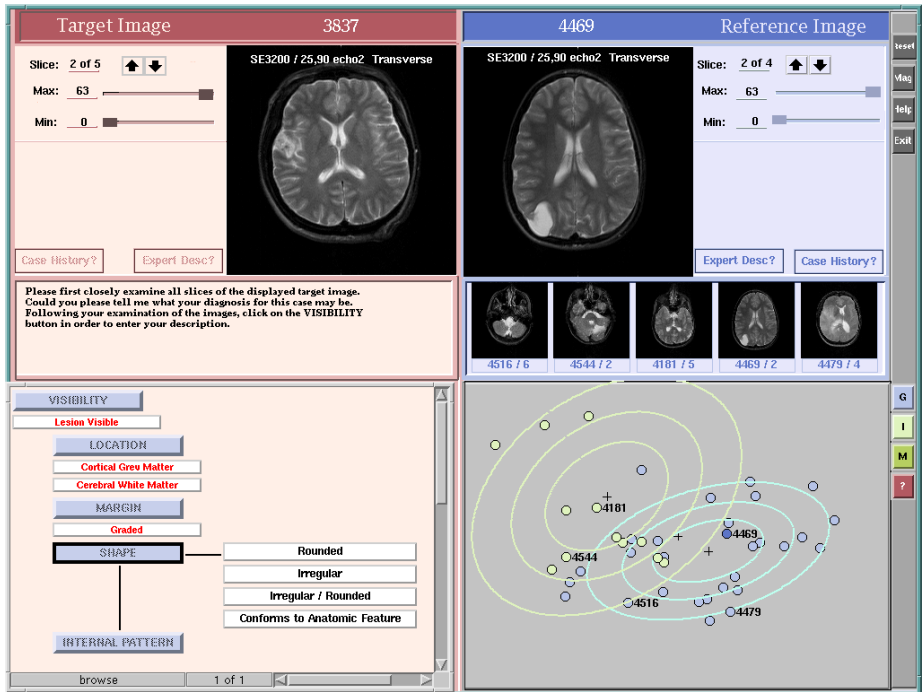 Target Image 3837
4469 Reference Image
Slice: 2 of 5
Max: 63
Min: 0
SE3200 / 25,90 echo2 Transverse
Case History?
Expert Desc?
SE3200 / 25,90 echo2 Transverse
Slice: 2 of 4
Max: 63
Min: 0
Expert Desc?
Case History?
Reset
Mag
Help
Exit
Please first closely examine all slices of the displayed target image.
Could you please tell me what your diagnosis for this case may be.
Following your examination of the images, click on the VISIBILITY
button in order to enter your description.
4516 / 6
4544 / 2
4181 / 5
4469 / 2
4479 / 4
VISIBILITY
Lesion Visible
LOCATION
Cortical Grey Matter
Cerebral White Matter
MARGIN
Graded
SHAPE
Rounded
Irregular
Irregular / Rounded
Conforms to Anatomic Feature
INTERNAL PATTERN
browse
1 of 1
4181
4469
4544
4516
4479
G
I
M
?